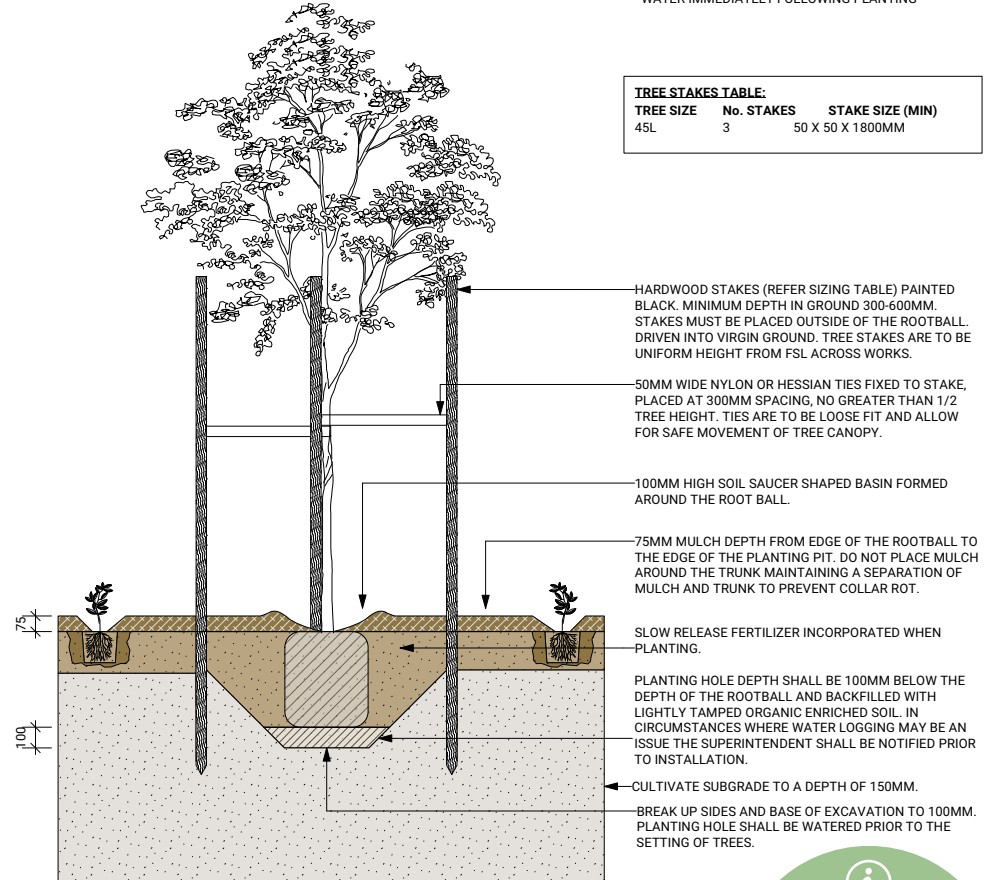 WATER IMMEDIATELY FOLLOWING PLANTING
TREE STAKES TABLE:
TREE SIZE No. STAKES STAKE SIZE (MIN)
45L 3 50 X 50 X 1800MM
HARDWOOD STAKES (REFER SIZING TABLE) PAINTED
BLACK. MINIMUM DEPTH IN GROUND 300-600MM.
STAKES MUST BE PLACED OUTSIDE OF THE ROOTBALL.
DRIVEN INTO VIRGIN GROUND. TREE STAKES ARE TO BE
UNIFORM HEIGHT FROM FSL ACROSS WORKS.
50MM WIDE NYLON OR HESSIAN TIES FIXED TO STAKE,
PLACED AT 300MM SPACING, NO GREATER THAN 1/2
TREE HEIGHT. TIES ARE TO BE LOOSE FIT AND ALLOW
FOR SAFE MOVEMENT OF TREE CANOPY.
100MM HIGH SOIL SAUCER SHAPED BASIN FORMED
AROUND THE ROOT BALL.
75MM MULCH DEPTH FROM EDGE OF THE ROOTBALL TO
THE EDGE OF THE PLANTING PIT. DO NOT PLACE MULCH
AROUND THE TRUNK MAINTAINING A SEPARATION OF
MULCH AND TRUNK TO PREVENT COLLAR ROT.
75
SLOW RELEASE FERTILIZER INCORPORATED WHEN
PLANTING.
PLANTING HOLE DEPTH SHALL BE 100MM BELOW THE
DEPTH OF THE ROOTBALL AND BACKFILLED WITH
LIGHTLY TAMPED ORGANIC ENRICHED SOIL. IN
CIRCUMSTANCES WHERE WATER LOGGING MAY BE AN
ISSUE THE SUPERINTENDENT SHALL BE NOTIFIED PRIOR
TO INSTALLATION.
100
CULTIVATE SUBGRADE TO A DEPTH OF 150MM.
BREAK UP SIDES AND BASE OF EXCAVATION TO 100MM.
PLANTING HOLE SHALL BE WATERED PRIOR TO THE
SETTING OF TREES.